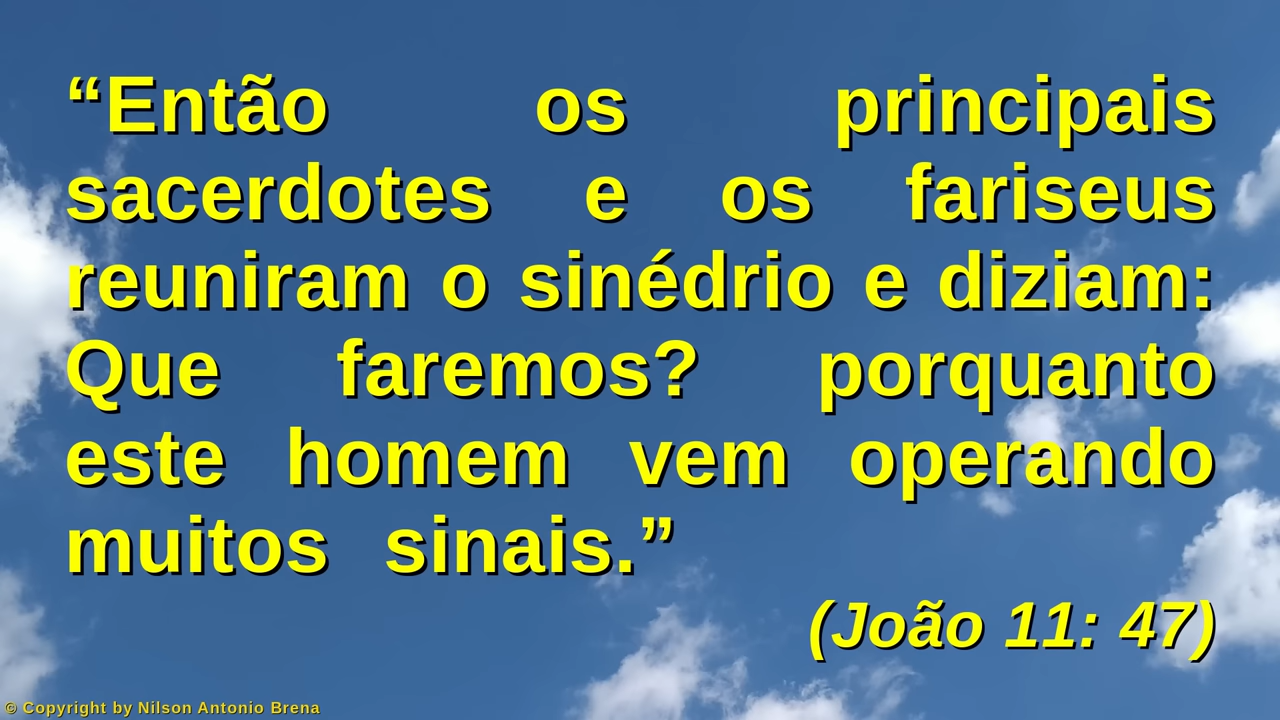 “Então os principais
sacerdotes e os fariseus
reuniram o sinédrio e diziam:
Que faremos? porquanto
este homem vem operando
muitos sinais.”
(João 11: 47)
© Copyright by Nilson Antonio Brena